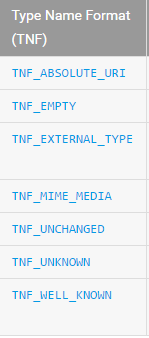 Type Name Format
(TNF)
TNF_ABSOLUTE_URI
TNF_EMPTY
TNF_EXTERNAL_TYPE
TNF_MIME_MEDIA
TNF_UNCHANGED
TNF_UNKNOWN
TNF_WELL_KNOWN